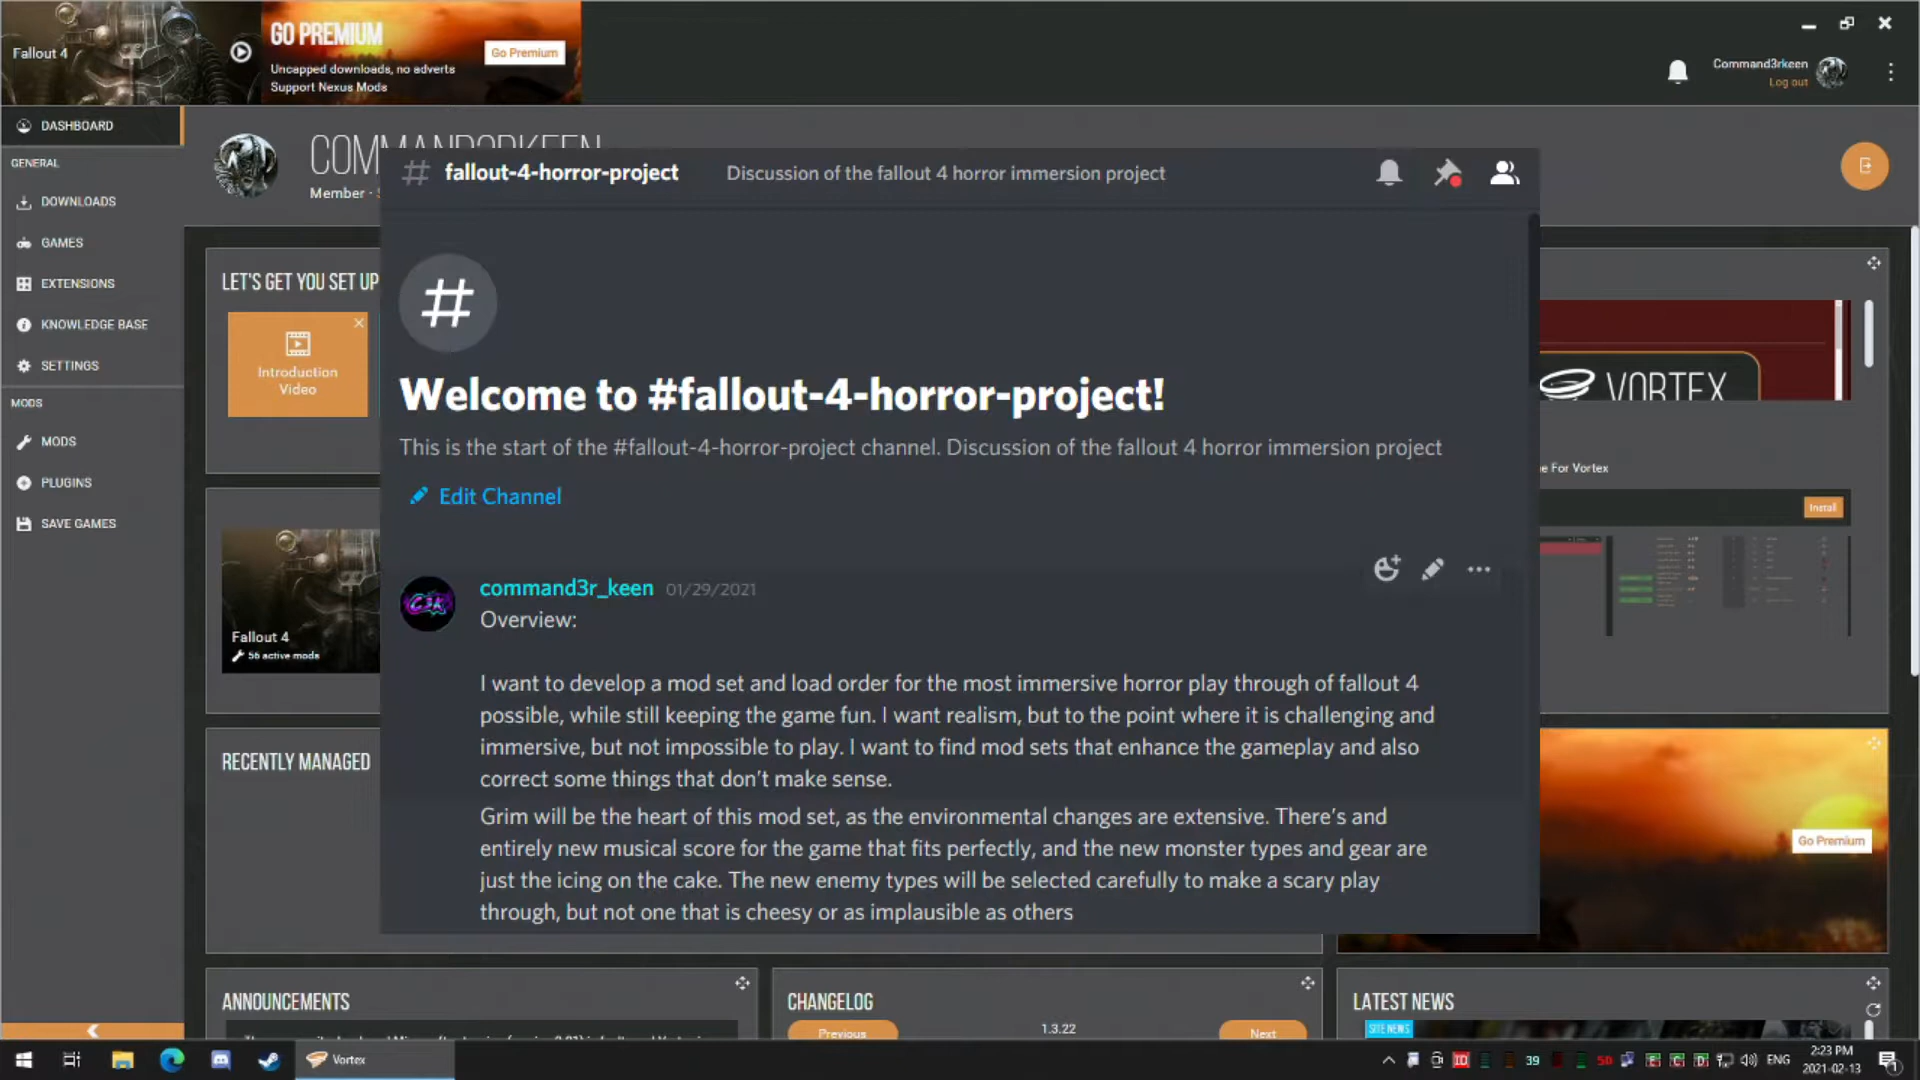 Fallout 4
GO PREMIUM
Uncapped downloads, no adverts
Support Nexus Mods
Go Premium
Command3rkeen
Log out
DASHBOARD
GENERAL
DOWNLOADS
GAMES
EXTENSIONS
KNOWLEDGE BASE
SETTINGS
MODS
MODS
PLUGINS
SAVE GAMES
COMMAND3RKEEN
Member
LET'S GET YOU SET UP
Introduction
Video
Fallout 4
56 active mods
RECENTLY MANAGED
# fallout-4-horror-project
Discussion of the fallout 4 horror immersion project
#
Welcome to #fallout-4-horror-project!
This is the start of the #fallout-4-horror-project channel. Discussion of the fallout 4 horror immersion project
Edit Channel
C3K
command3r_keen 01/29/2021
Overview:
I want to develop a mod set and load order for the most immersive horror play through of fallout 4
possible, while still keeping the game fun. I want realism, but to the point where it is challenging and
immersive, but not impossible to play. I want to find mod sets that enhance the gameplay and also
correct some things that don't make sense.
Grim will be the heart of this mod set, as the environmental changes are extensive. There's and
entirely new musical score for the game that fits perfectly, and the new monster types and gear are
just the icing on the cake. The new enemy types will be selected carefully to make a scary play
through, but not one that is cheesy or as implausible as others
VORTEX
e For Vortex
Install
Go Premium
ANNOUNCEMENTS
CHANGELOG
Previous
1.3.22
Next
LATEST NEWS
SITE NEWS
Vortex
39
50
ENG
2:23 PM
2021-02-13